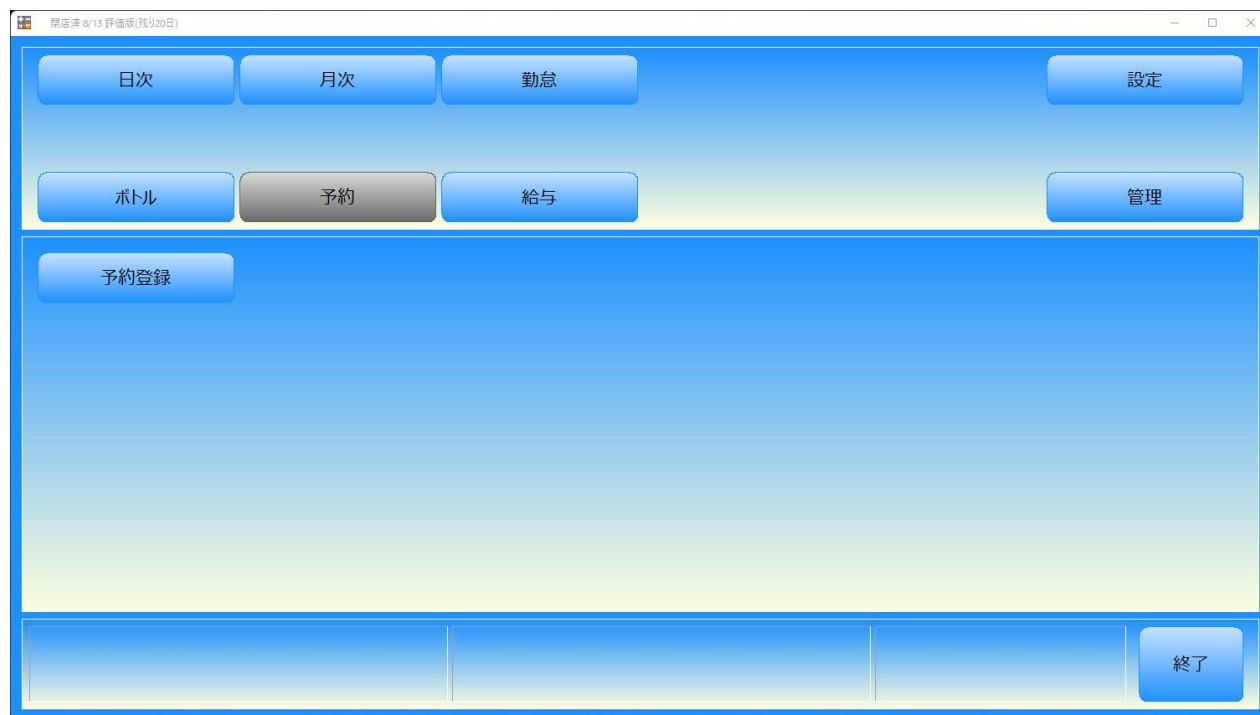 閉店済 8/13 評価版(残り20日)
日次 月次 勤怠 設定
ボトル 予約 給与 管理
予約登録
終了